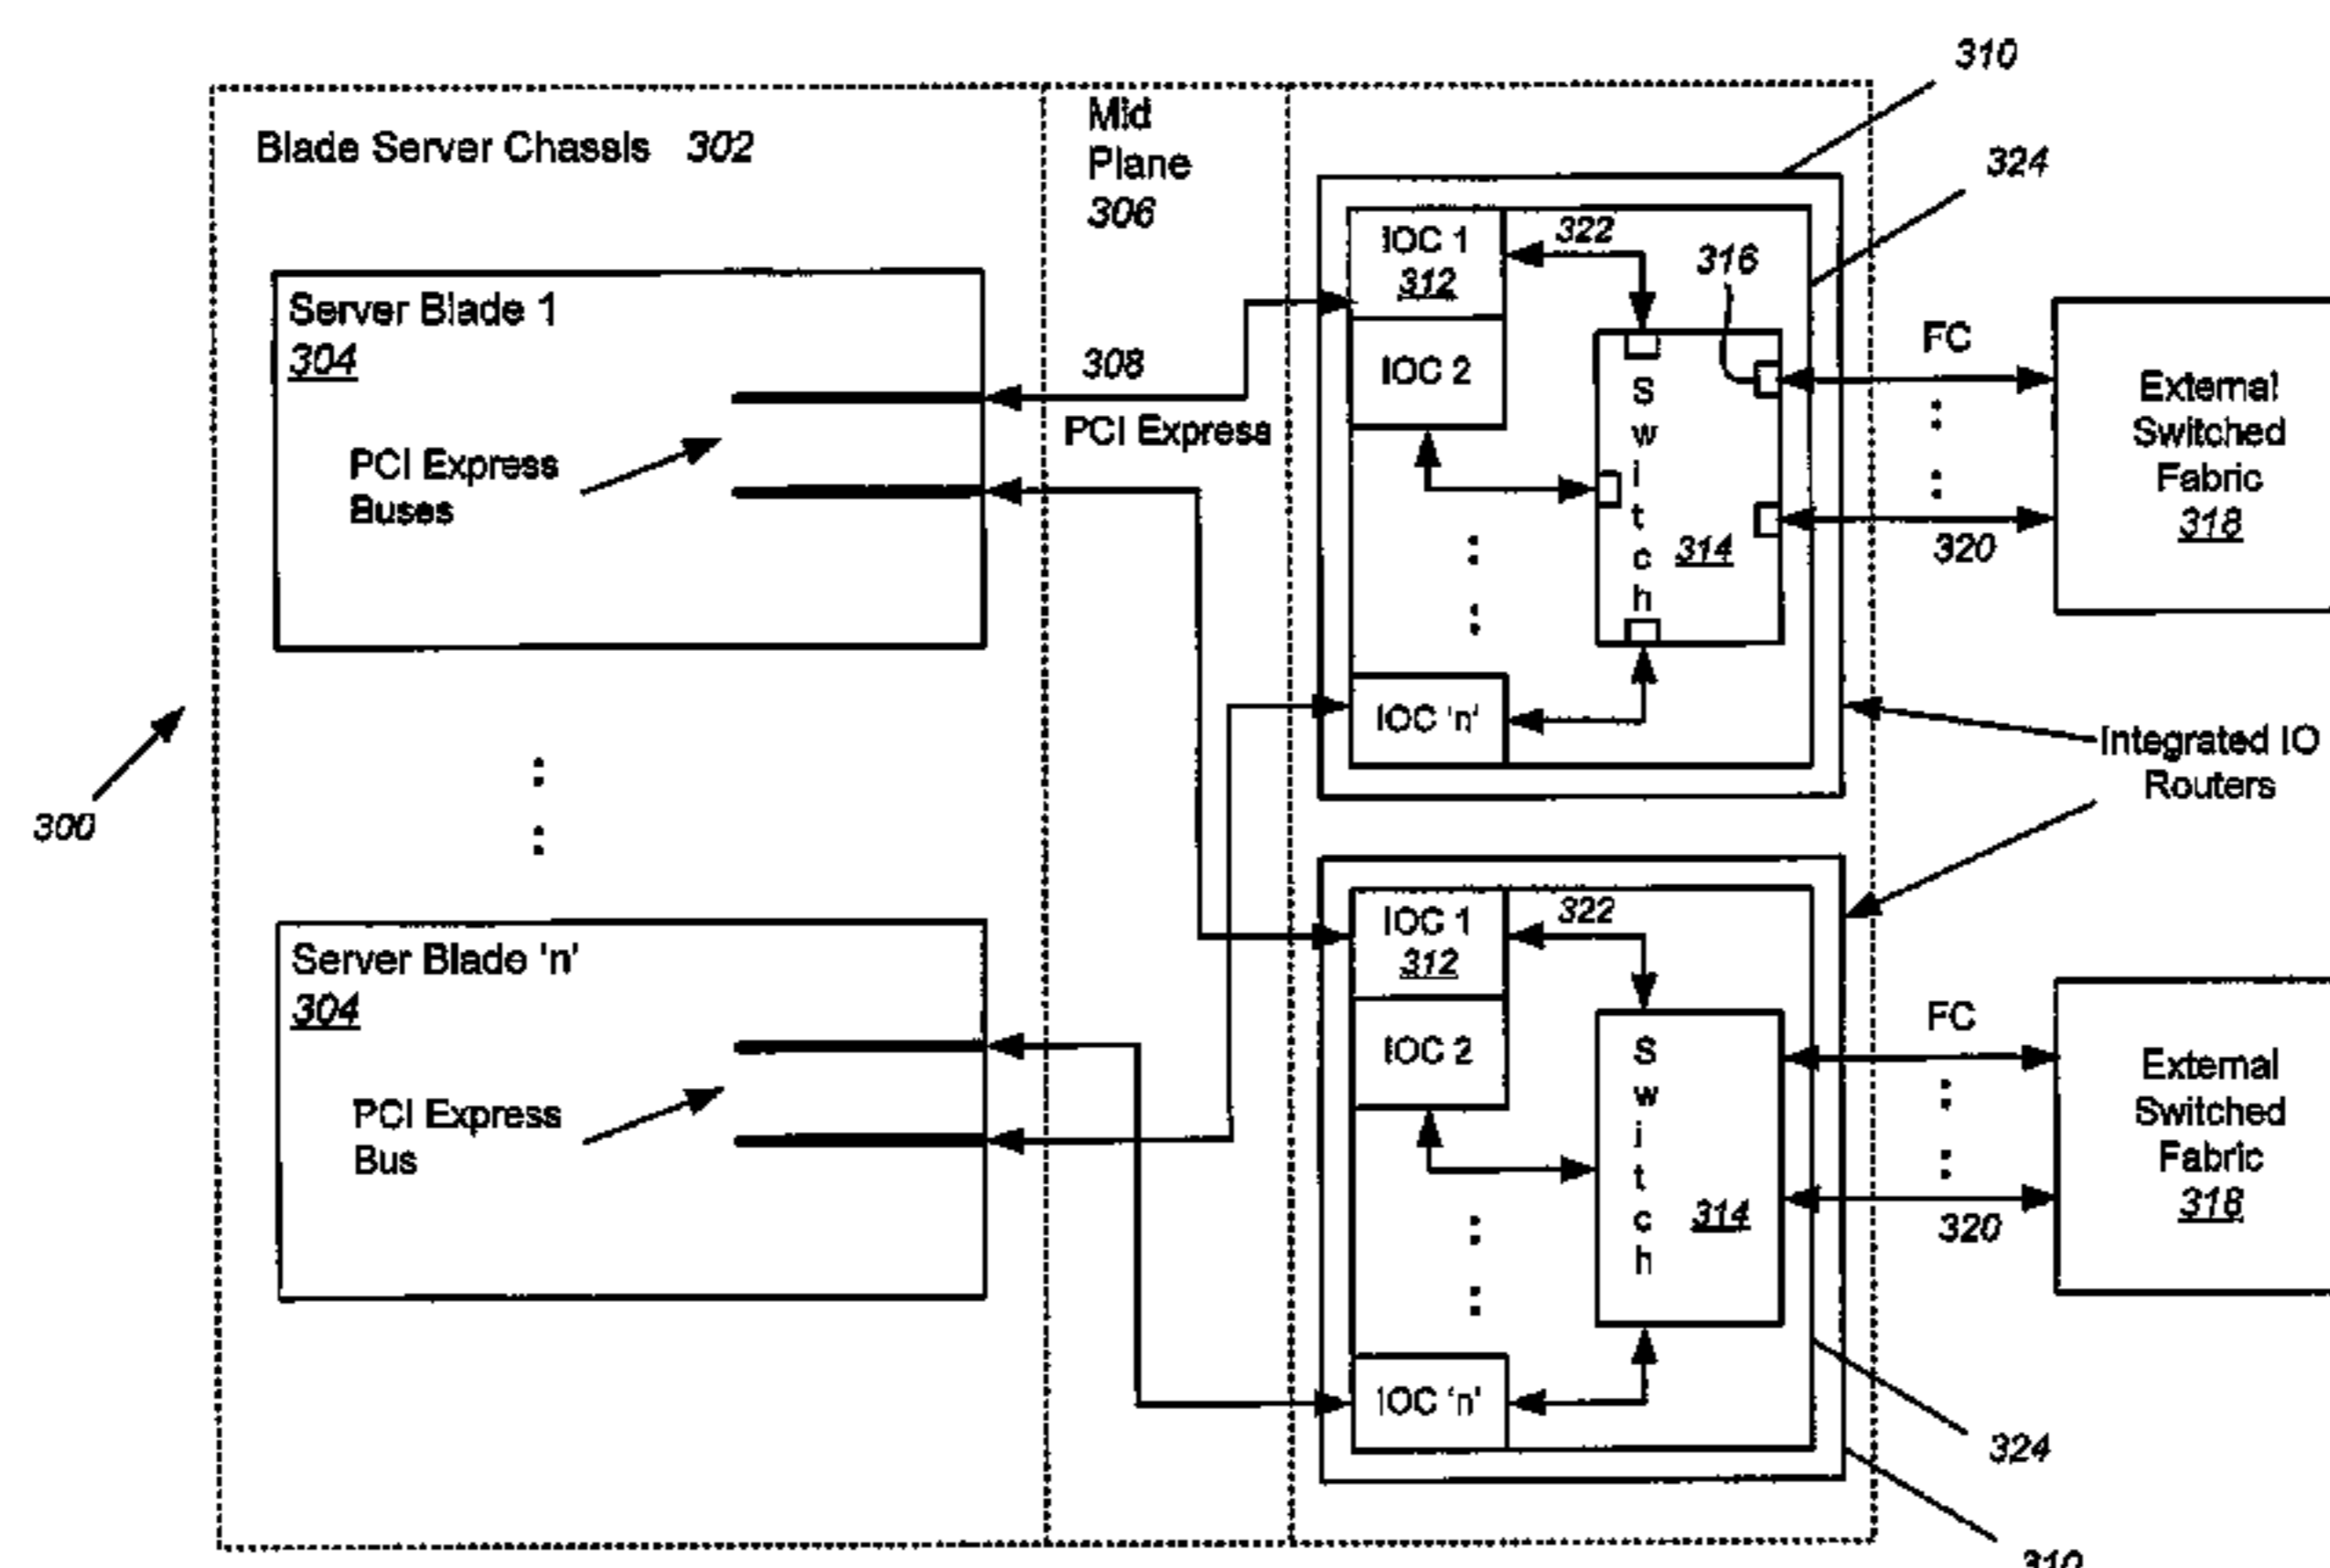 310
Blade Server Chassis 302
Mid
Plane
306
324
Server Blade 1
304
PCI Express
Buses
308
PCI Express
IOC 1
312
IOC 2
322
316
Switch
314
IOC 'n'
FC
320
External
Switched
Fabric
318
Integrated IO
Routers
300
Server Blade 'n'
304
PCI Express
Bus
IOC 1
312
IOC 2
322
Switch
314
IOC 'n'
FC
320
External
Switched
Fabric
318
324
310